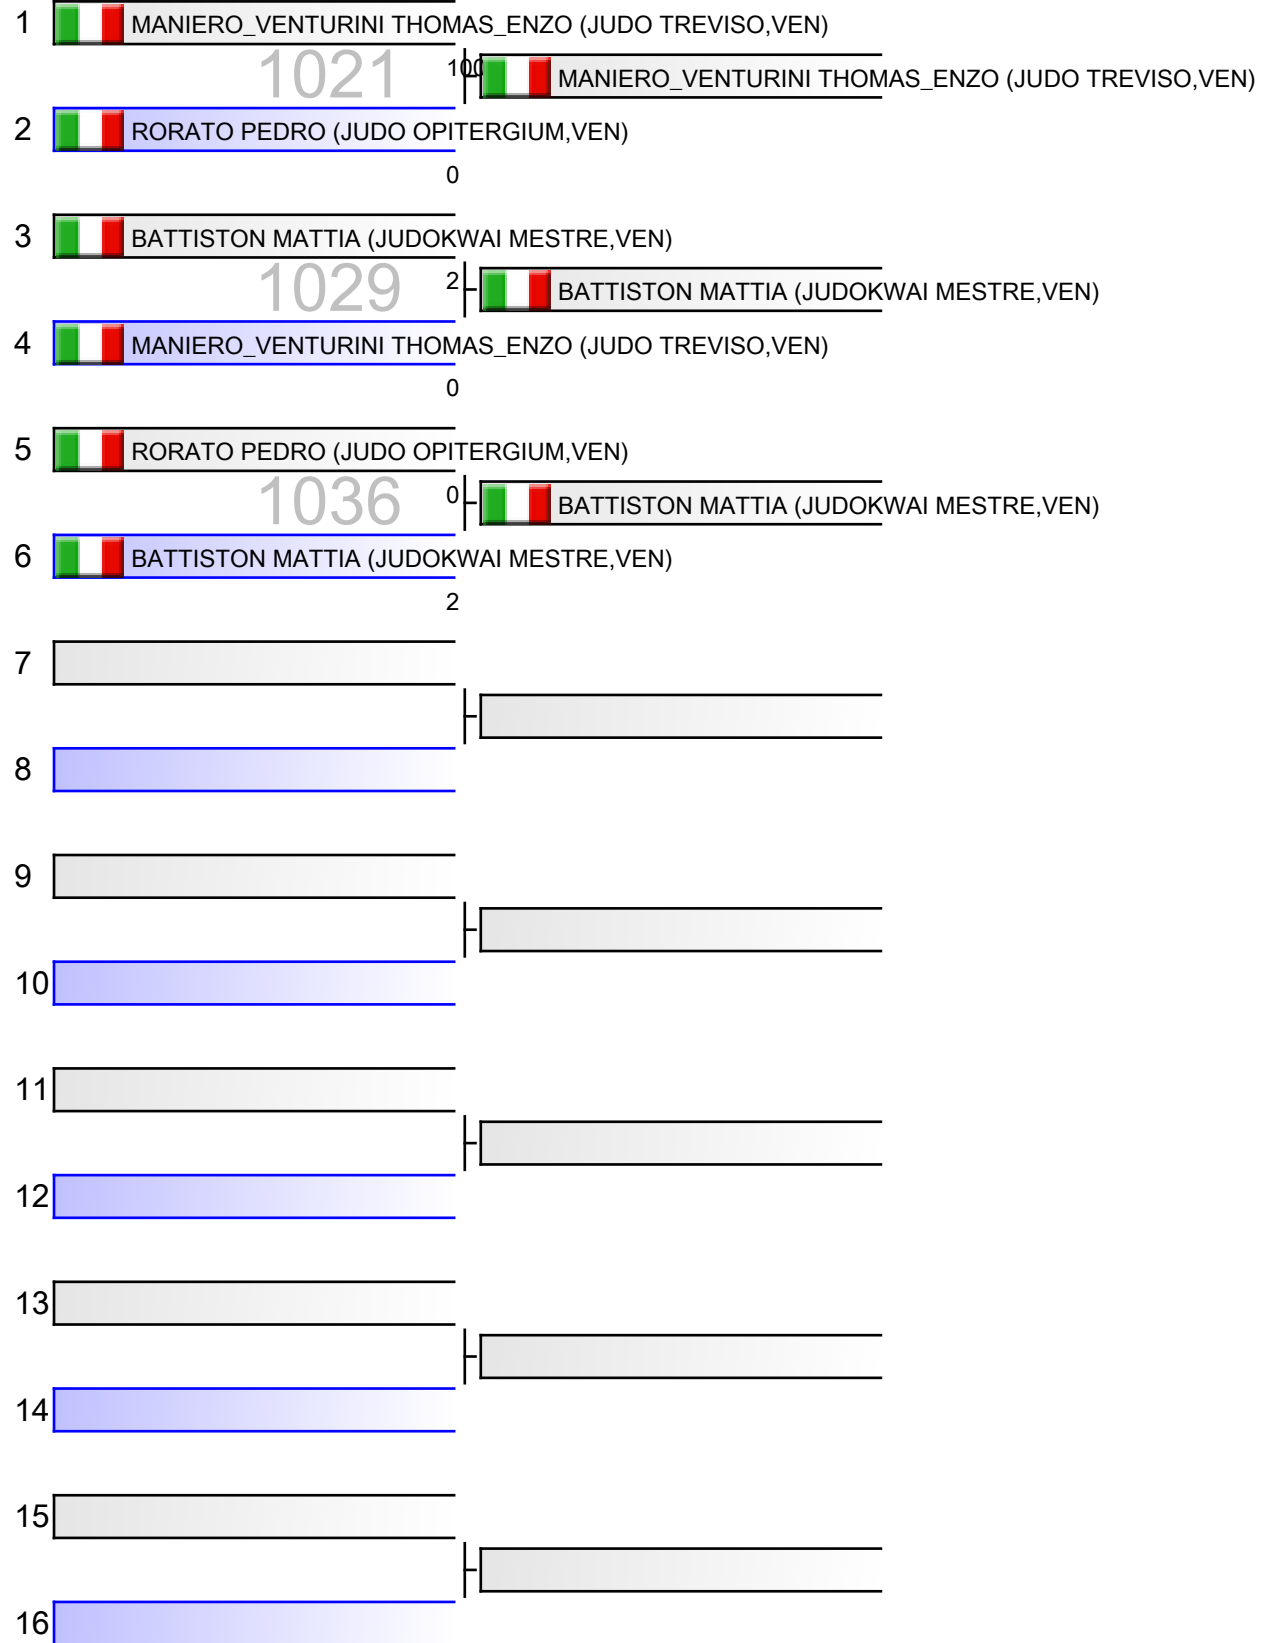 1 MANIERO_VENTURINI THOMAS_ENZO (JUDO TREVISO,VEN)
1021 100 MANIERO_VENTURINI THOMAS_ENZO (JUDO TREVISO,VEN)
2 RORATO PEDRO (JUDO OPITERGIUM,VEN)
0
3 BATTISTON MATTIA (JUDOKWAI MESTRE,VEN)
1029 2 BATTISTON MATTIA (JUDOKWAI MESTRE,VEN)
4 MANIERO_VENTURINI THOMAS_ENZO (JUDO TREVISO,VEN)
0
5 RORATO PEDRO (JUDO OPITERGIUM,VEN)
1036 0 BATTISTON MATTIA (JUDOKWAI MESTRE,VEN)
6 BATTISTON MATTIA (JUDOKWAI MESTRE,VEN)
2
7
8
9
10
11
12
13
14
15
16